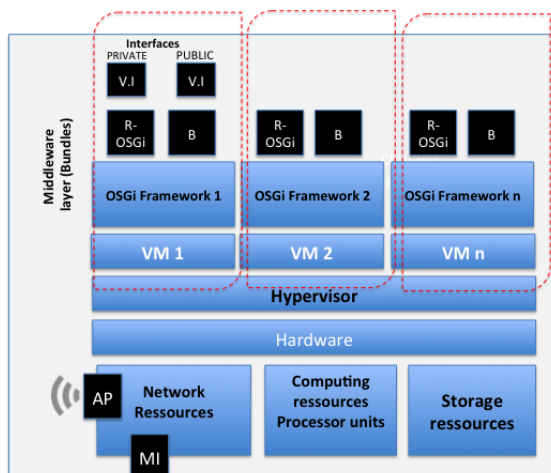 Interfaces
PRIVATE PUBLIC
V.I V.I
Middleware
layer (Bundles)
R-
OSGi
B
R-
OSGi
B
R-
OSGi
B
OSGi Framework 1
OSGi Framework 2
OSGi Framework n
VM 1
VM 2
VM n
Hypervisor
Hardware
AP
Network
Ressources
Computing
ressources
Processor units
Storage
ressources
MI